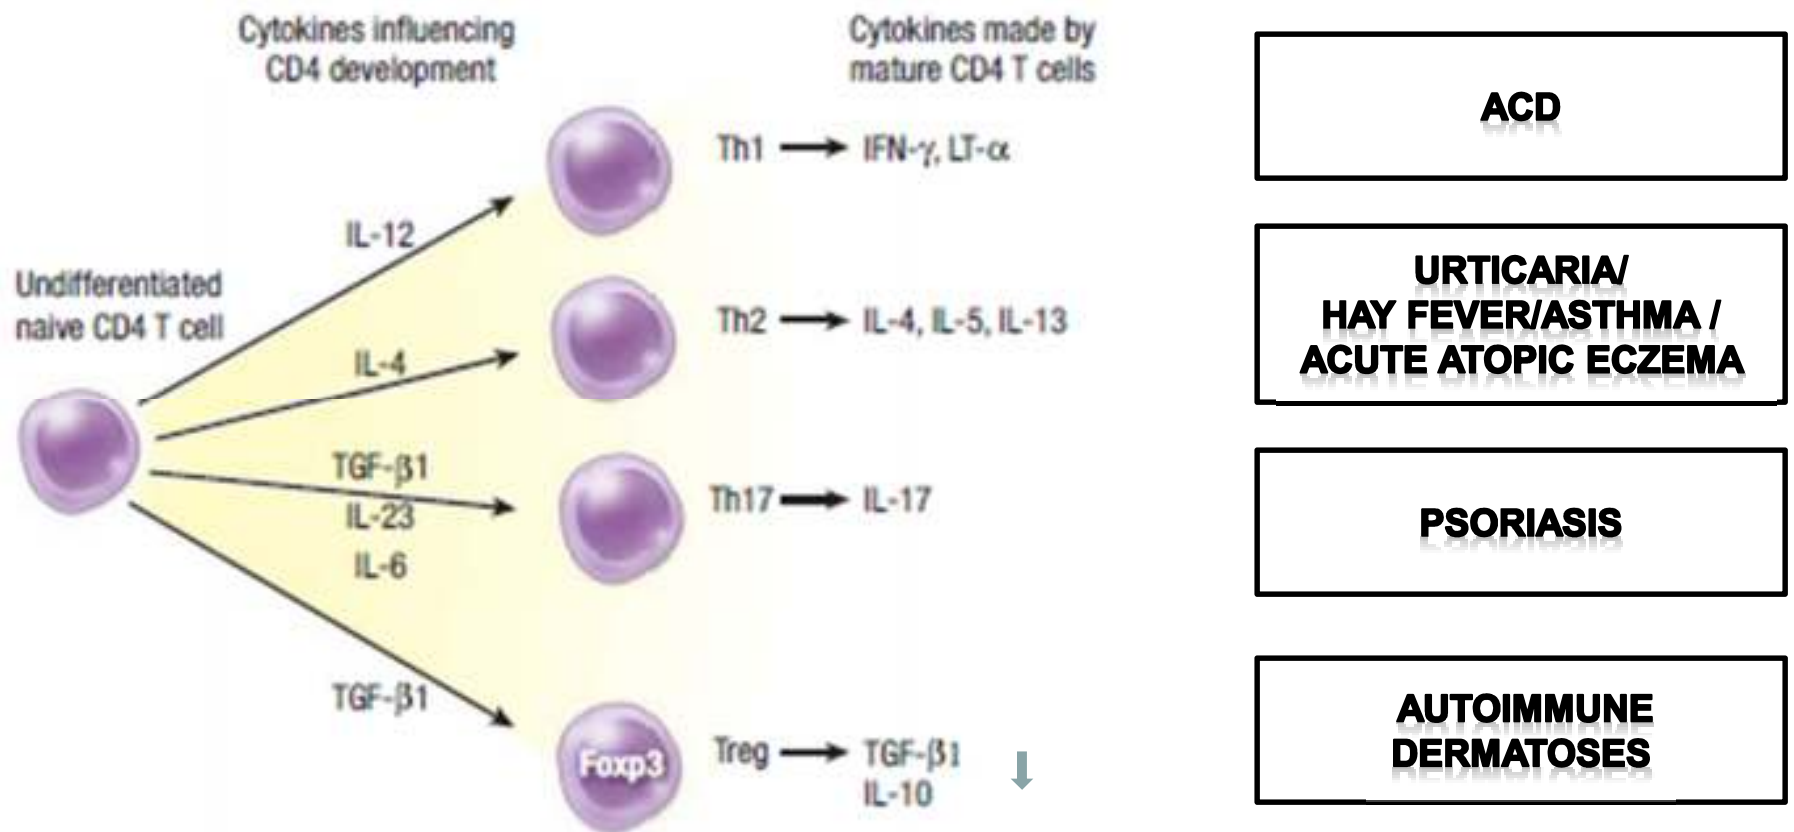 Cytokines influencing
CD4 development
Cytokines made by
mature CD4 T cells
Undifferentiated
naive CD4 T cell
IL-12
Th1
IFN-γ, LT-α
ACD
IL-4
Th2
IL-4, IL-5, IL-13
URTICARIA/
HAY FEVER/ASTHMA /
ACUTE ATOPIC ECZEMA
TGF-β1
IL-23
IL-6
Th17
IL-17
PSORIASIS
TGF-β1
Foxp3
Treg
TGF-β1
IL-10
AUTOIMMUNE
DERMATOSES